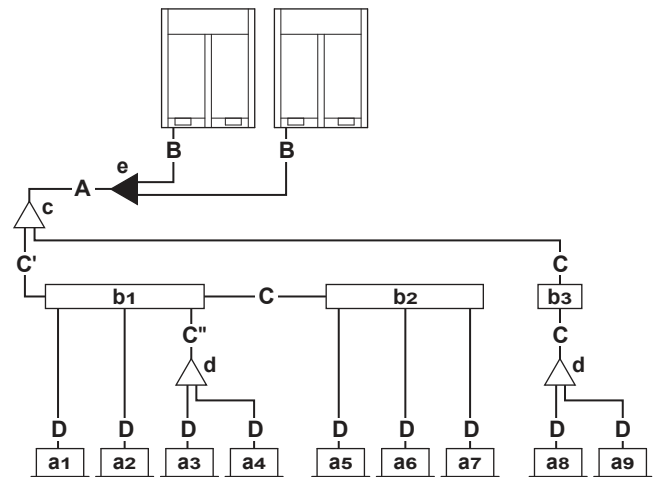 B B
e
A
c
C' C
b1 C b2 b3
C" C
d d
D D D D D D D D D
a1 a2 a3 a4 a5 a6 a7 a8 a9